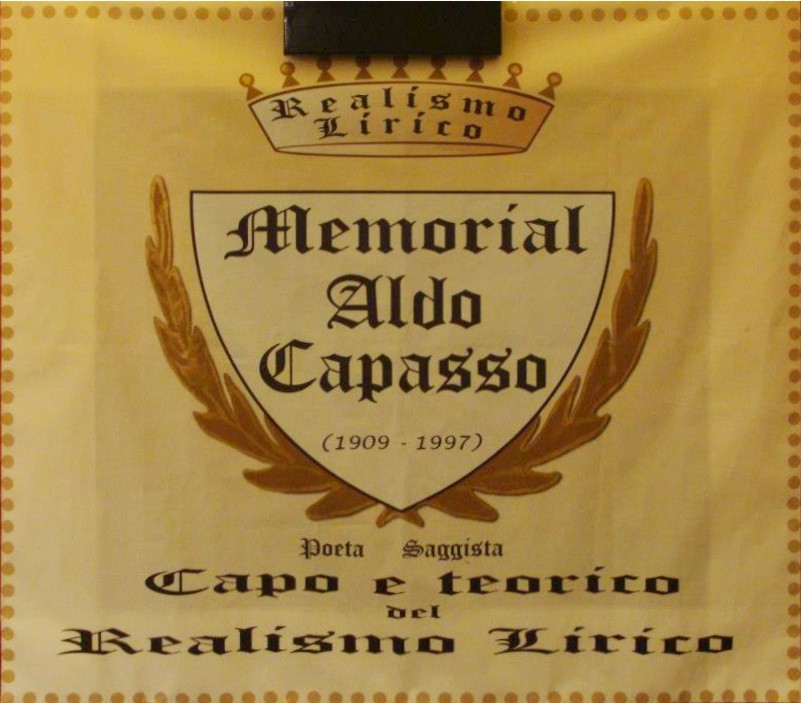 Realismo
Lirico
Memorial
Aldo
Capasso
(1909 - 1997)
Poeta Saggista
Capo e teorico
del
Realismo Lirico